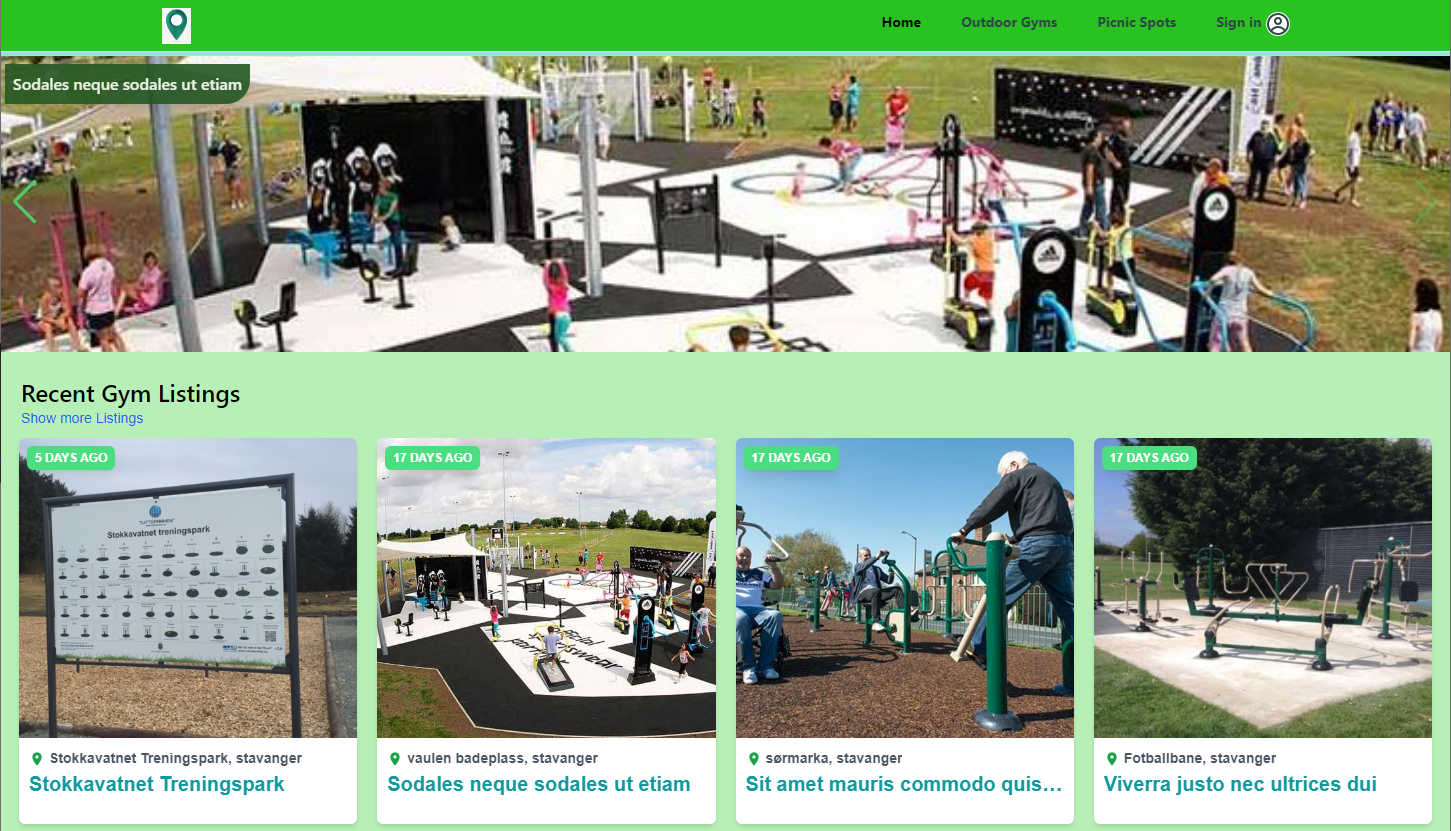 Home Outdoor Gyms Picnic Spots Sign in
Sodales neque sodales ut etiam
Recent Gym Listings
Show more Listings
5 DAYS AGO
Stokkavatnet treningspark
Stokkavatnet Treningspark, stavanger
Stokkavatnet Treningspark
17 DAYS AGO
vaulen badeplass, stavanger
Sodales neque sodales ut etiam
17 DAYS AGO
sørmarka, stavanger
Sit amet mauris commodo quis…
17 DAYS AGO
Fotballbane, stavanger
Viverra justo nec ultrices dui